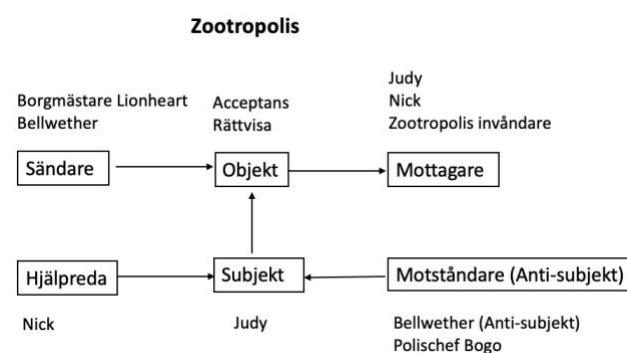 Zootropolis
Borgmästare Lionheart
Bellwether
Acceptans
Rättvisa
Judy
Nick
Zootropolis invåndare
Sändare
Objekt
Mottagare
Hjälpreda
Subjekt
Motståndare (Anti-subjekt)
Nick
Judy
Bellwether (Anti-subjekt)
Polischef Bogo